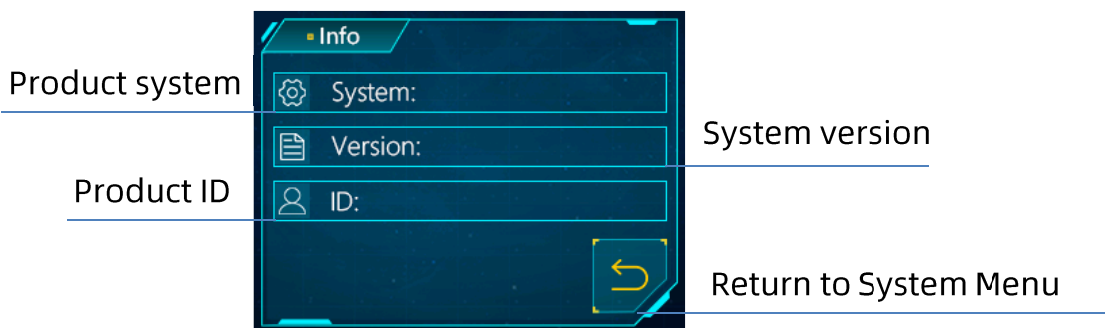 Info
Product system
System:
System version
Version:
Product ID
ID:
Return to System Menu